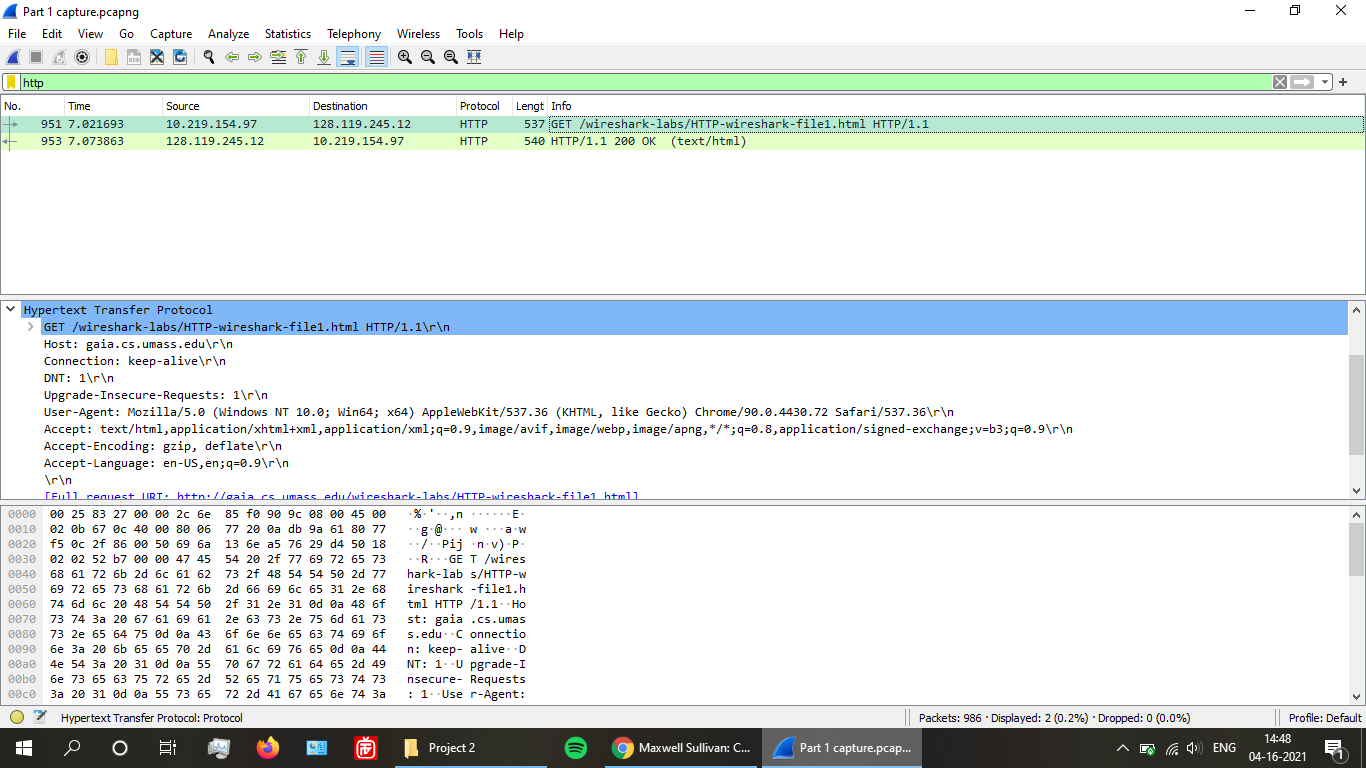 Part 1 capture.pcapng
File Edit View Go Capture Analyze Statistics Telephony Wireless Tools Help
http
No. Time Source Destination Protocol Lengt Info
951 7.021693 10.219.154.97 128.119.245.12 HTTP 537 GET /wireshark-labs/HTTP-wireshark-file1.html HTTP/1.1
953 7.073863 128.119.245.12 10.219.154.97 HTTP 540 HTTP/1.1 200 OK (text/html)
Hypertext Transfer Protocol
GET /wireshark-labs/HTTP-wireshark-file1.html HTTP/1.1\r\n
Host: gaia.cs.umass.edu\r\n
Connection: keep-alive\r\n
DNT: 1\r\n
Upgrade-Insecure-Requests: 1\r\n
User-Agent: Mozilla/5.0 (Windows NT 10.0; Win64; x64) AppleWebKit/537.36 (KHTML, like Gecko) Chrome/90.0.4430.72 Safari/537.36\r\n
Accept: text/html,application/xhtml+xml,application/xml;q=0.9,image/avif,image/webp,image/apng,*/*;q=0.8,application/signed-exchange;v=b3;q=0.9\r\n
Accept-Encoding: gzip, deflate\r\n
Accept-Language: en-US,en;q=0.9\r\n
\r\n
[Full request URI: http://gaia.cs.umass.edu/wireshark-labs/HTTP-wireshark-file1.html]
0000 00 25 83 27 00 00 2c 6e 85 f0 90 9c 08 00 45 00 ·%·'··,n ······E·
0010 02 0b 67 0c 40 00 80 06 77 20 0a db 9a 61 80 77 ··g·@··· w ···a·w
0020 f5 0c 2f 86 00 50 69 6a 13 6e a5 76 29 d4 50 18 ··/··Pij ·n·v)·P·
0030 02 02 52 b7 00 00 47 45 54 20 2f 77 69 72 65 73 ··R···GE T /wires
0040 68 61 72 6b 2d 6c 61 62 73 2f 48 54 54 50 2d 77 hark-lab s/HTTP-w
0050 69 72 65 73 68 61 72 6b 2d 66 69 6c 65 31 2e 68 ireshark -file1.h
0060 74 6d 6c 20 48 54 54 50 2f 31 2e 31 0d 0a 48 6f tml HTTP /1.1··Ho
0070 73 74 3a 20 67 61 69 61 2e 63 73 2e 75 6d 61 73 st: gaia .cs.umas
0080 73 2e 65 64 75 0d 0a 43 6f 6e 6e 65 63 74 69 6f s.edu··C onnectio
0090 6e 3a 20 6b 65 65 70 2d 61 6c 69 76 65 0d 0a 44 n: keep- alive··D
00a0 4e 54 3a 20 31 0d 0a 55 70 67 72 61 64 65 2d 49 NT: 1··U pgrade-I
00b0 6e 73 65 63 75 72 65 2d 52 65 71 75 65 73 74 73 nsecure- Requests
00c0 3a 20 31 0d 0a 55 73 65 72 2d 41 67 65 6e 74 3a : 1··Use r-Agent:
Hypertext Transfer Protocol: Protocol Packets: 986 · Displayed: 2 (0.2%) · Dropped: 0 (0.0%) Profile: Default
Project 2 Maxwell Sullivan: C... Part 1 capture.pcap... ENG 14:48
04-16-2021 1